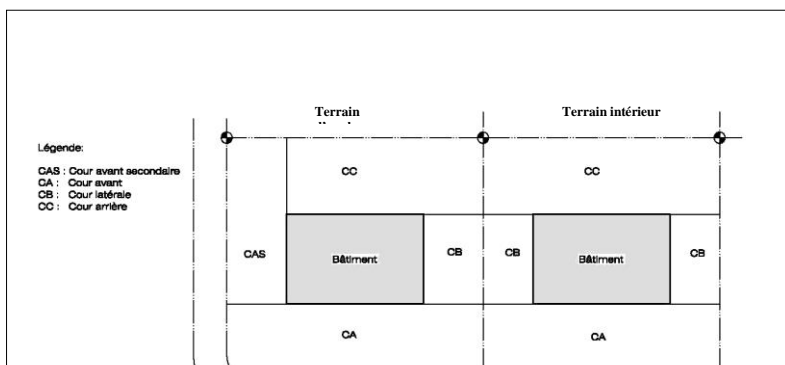 Terrain
Terrain intérieur
Légende:
CAS : Cour avant secondaire
CA : Cour avant
CB : Cour latérale
CC : Cour arrière
CC
CC
CAS
Bâtiment
CB
CB
Bâtiment
CB
CA
CA